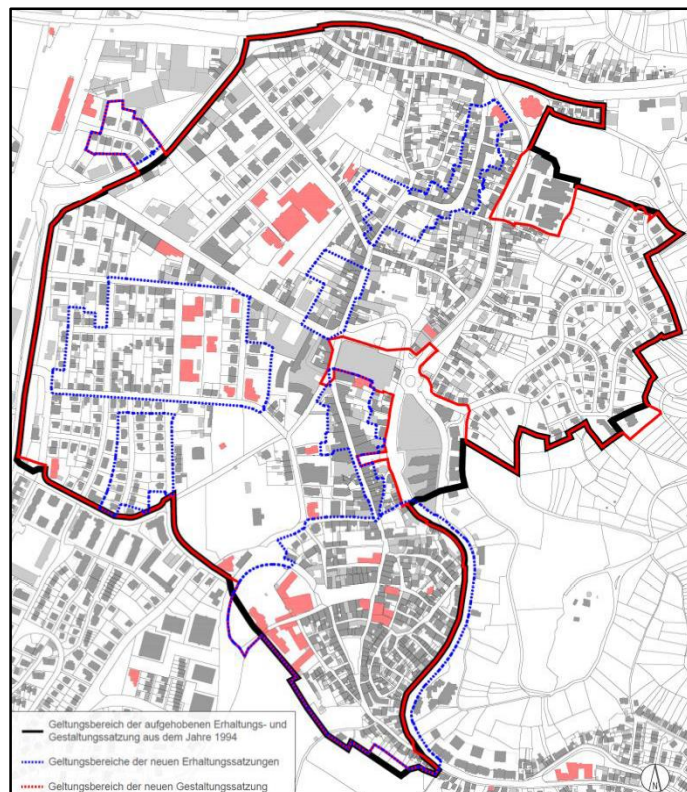 Geltungsbereich der aufgehobenen Erhaltungs- und
Gestaltungssatzung aus dem Jahre 1994
Geltungsbereiche der neuen Erhaltungssatzungen
Geltungsbereich der neuen Gestaltungssatzung
N